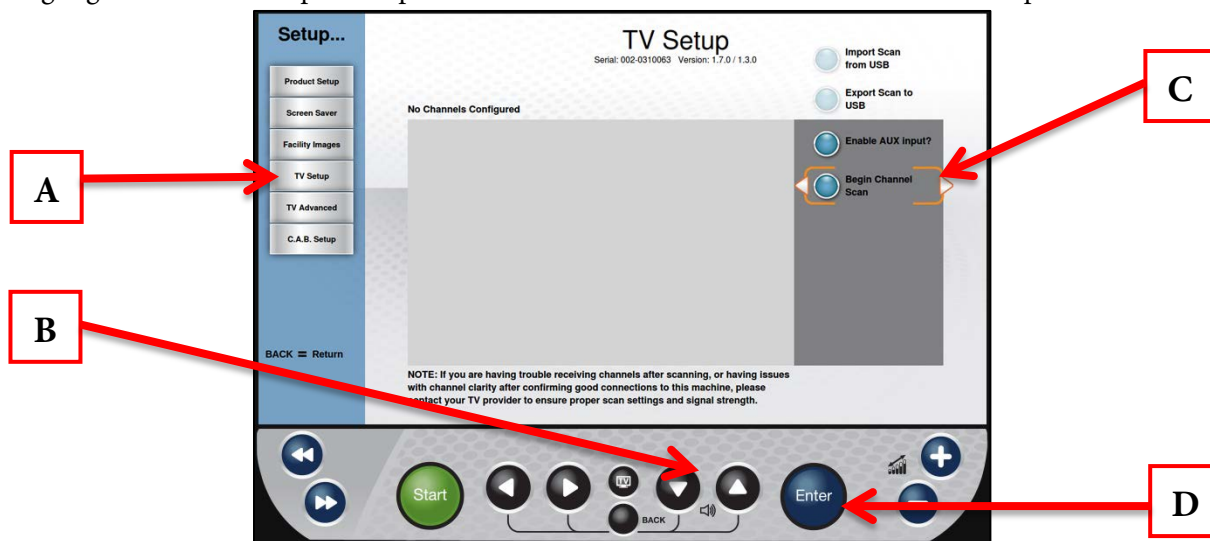 Setup...
TV Setup
Serial: 002-0310063 Version: 1.7.0 / 1.3.0
Import Scan
from USB
Export Scan to
USB
Product Setup
Screen Saver
Facility Images
TV Setup
TV Advanced
C.A.B. Setup
No Channels Configured
Enable AUX input?
Begin Channel
Scan
A
B
C
D
BACK = Return
NOTE: If you are having trouble receiving channels after scanning, or having issues
with channel clarity after confirming good connections to this machine, please
contact your TV provider to ensure proper scan settings and signal strength.
Start
TV
BACK
Enter